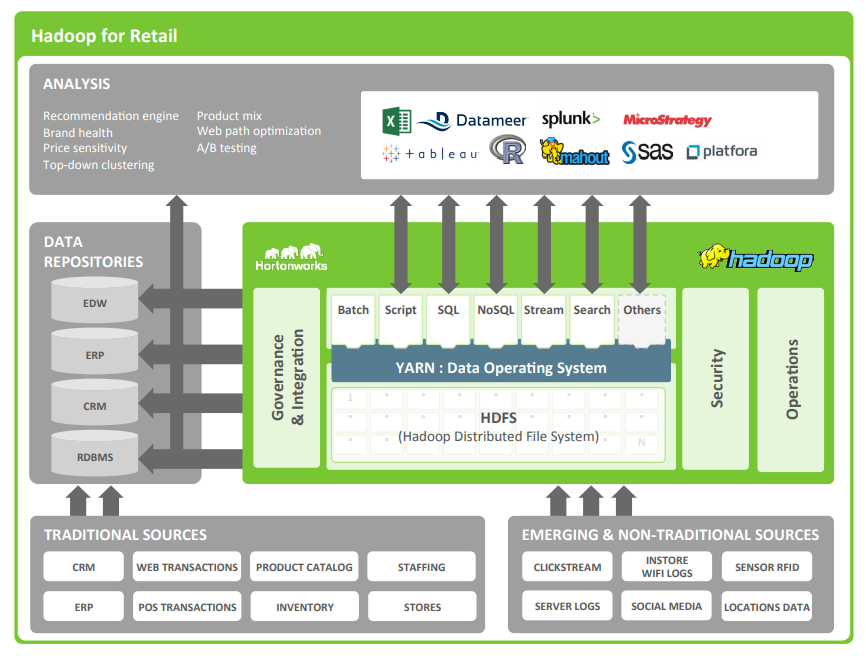 Hadoop for Retail
ANALYSIS
Recommendation engine
Brand health
Price sensitivity
Top-down clustering
Product mix
Web path optimization
A/B testing
Datameer
splunk>
MicroStrategy
+ a b l e a u
R
mahout
sas
platfora
DATA
REPOSITORIES
EDW
ERP
CRM
RDBMS
Hortonworks
hadoop
Governance
& Integration
Batch
Script
SQL
NoSQL
Stream
Search
Others
YARN : Data Operating System
1
HDFS
(Hadoop Distributed File System)
N
Security
Operations
TRADITIONAL SOURCES
CRM
WEB TRANSACTIONS
PRODUCT CATALOG
STAFFING
ERP
POS TRANSACTIONS
INVENTORY
STORES
EMERGING & NON-TRADITIONAL SOURCES
CLICKSTREAM
INSTORE
WIFI LOGS
SENSOR RFID
SERVER LOGS
SOCIAL MEDIA
LOCATIONS DATA